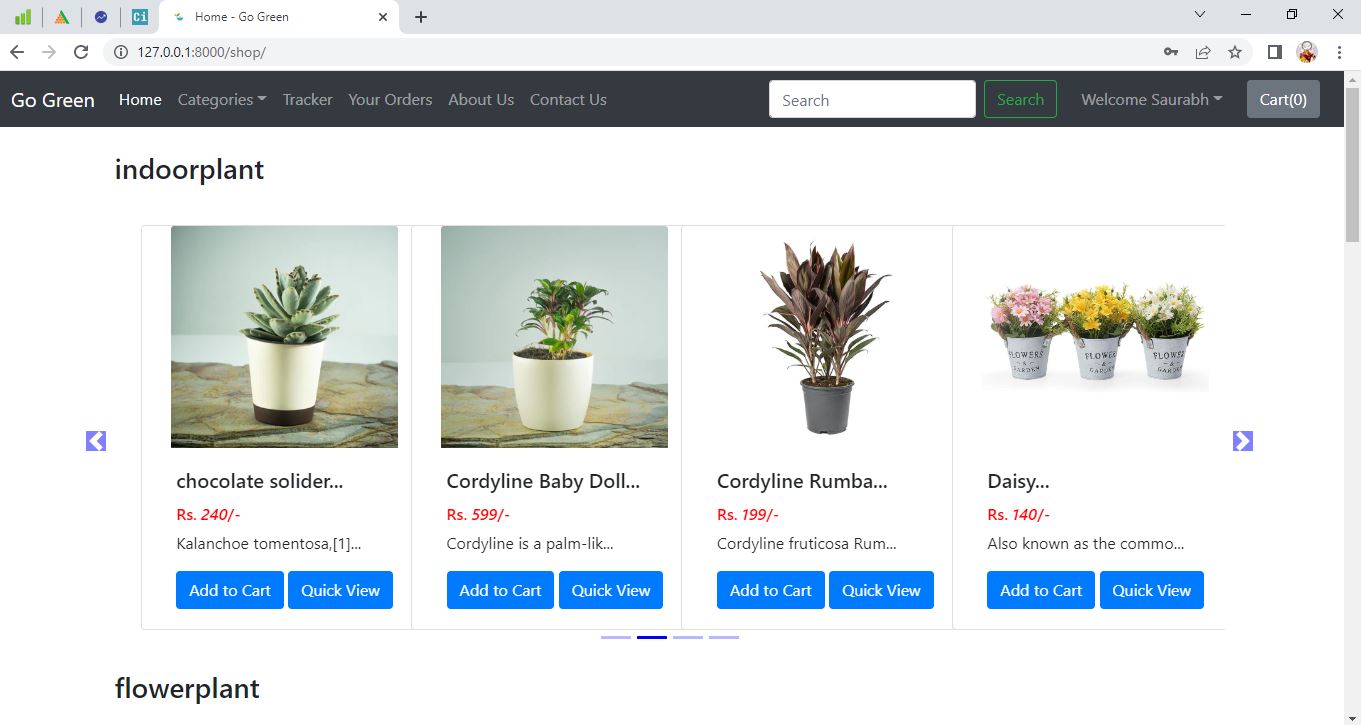 Ci
Home - Go Green
127.0.0.1:8000/shop/
Go Green Home Categories Tracker Your Orders About Us Contact Us Search Search Welcome Saurabh Cart(0)
indoorplant
FLOWERS & GARDEN FLOWERS & GARDEN FLOWERS & GARDEN
chocolate solider... Cordyline Baby Doll... Cordyline Rumba... Daisy...
Rs. 240/- Rs. 599/- Rs. 199/- Rs. 140/-
Kalanchoe tomentosa,[1]... Cordyline is a palm-lik... Cordyline fruticosa Rum... Also known as the commo...
Add to Cart Quick View Add to Cart Quick View Add to Cart Quick View Add to Cart Quick View
flowerplant